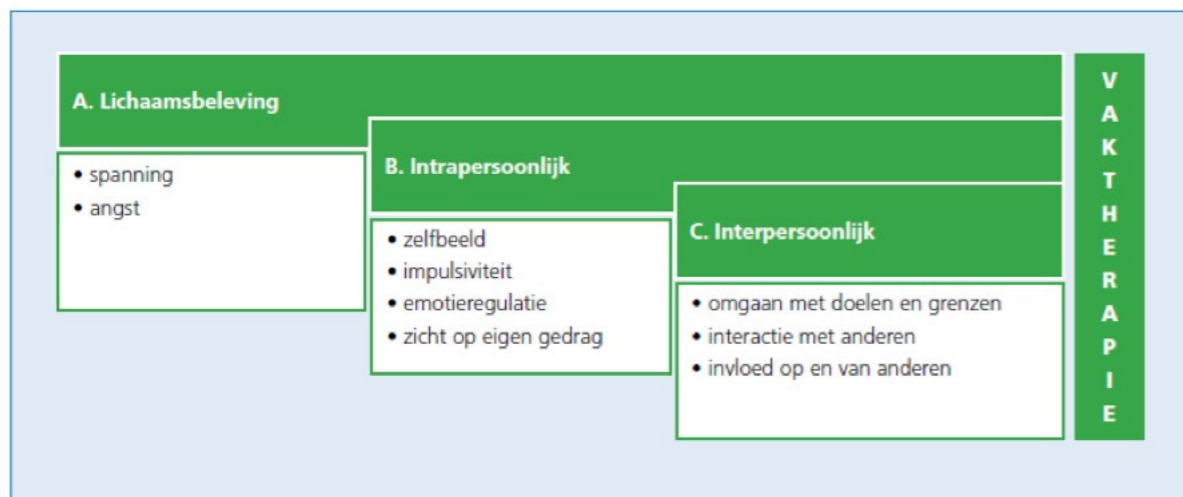 A. Lichaamsbeleving
• spanning
• angst
B. Intrapersoonlijk
• zelfbeeld
• impulsiviteit
• emotieregulatie
• zicht op eigen gedrag
C. Interpersoonlijk
• omgaan met doelen en grenzen
• interactie met anderen
• invloed op en van anderen
VAKTHERAPIE